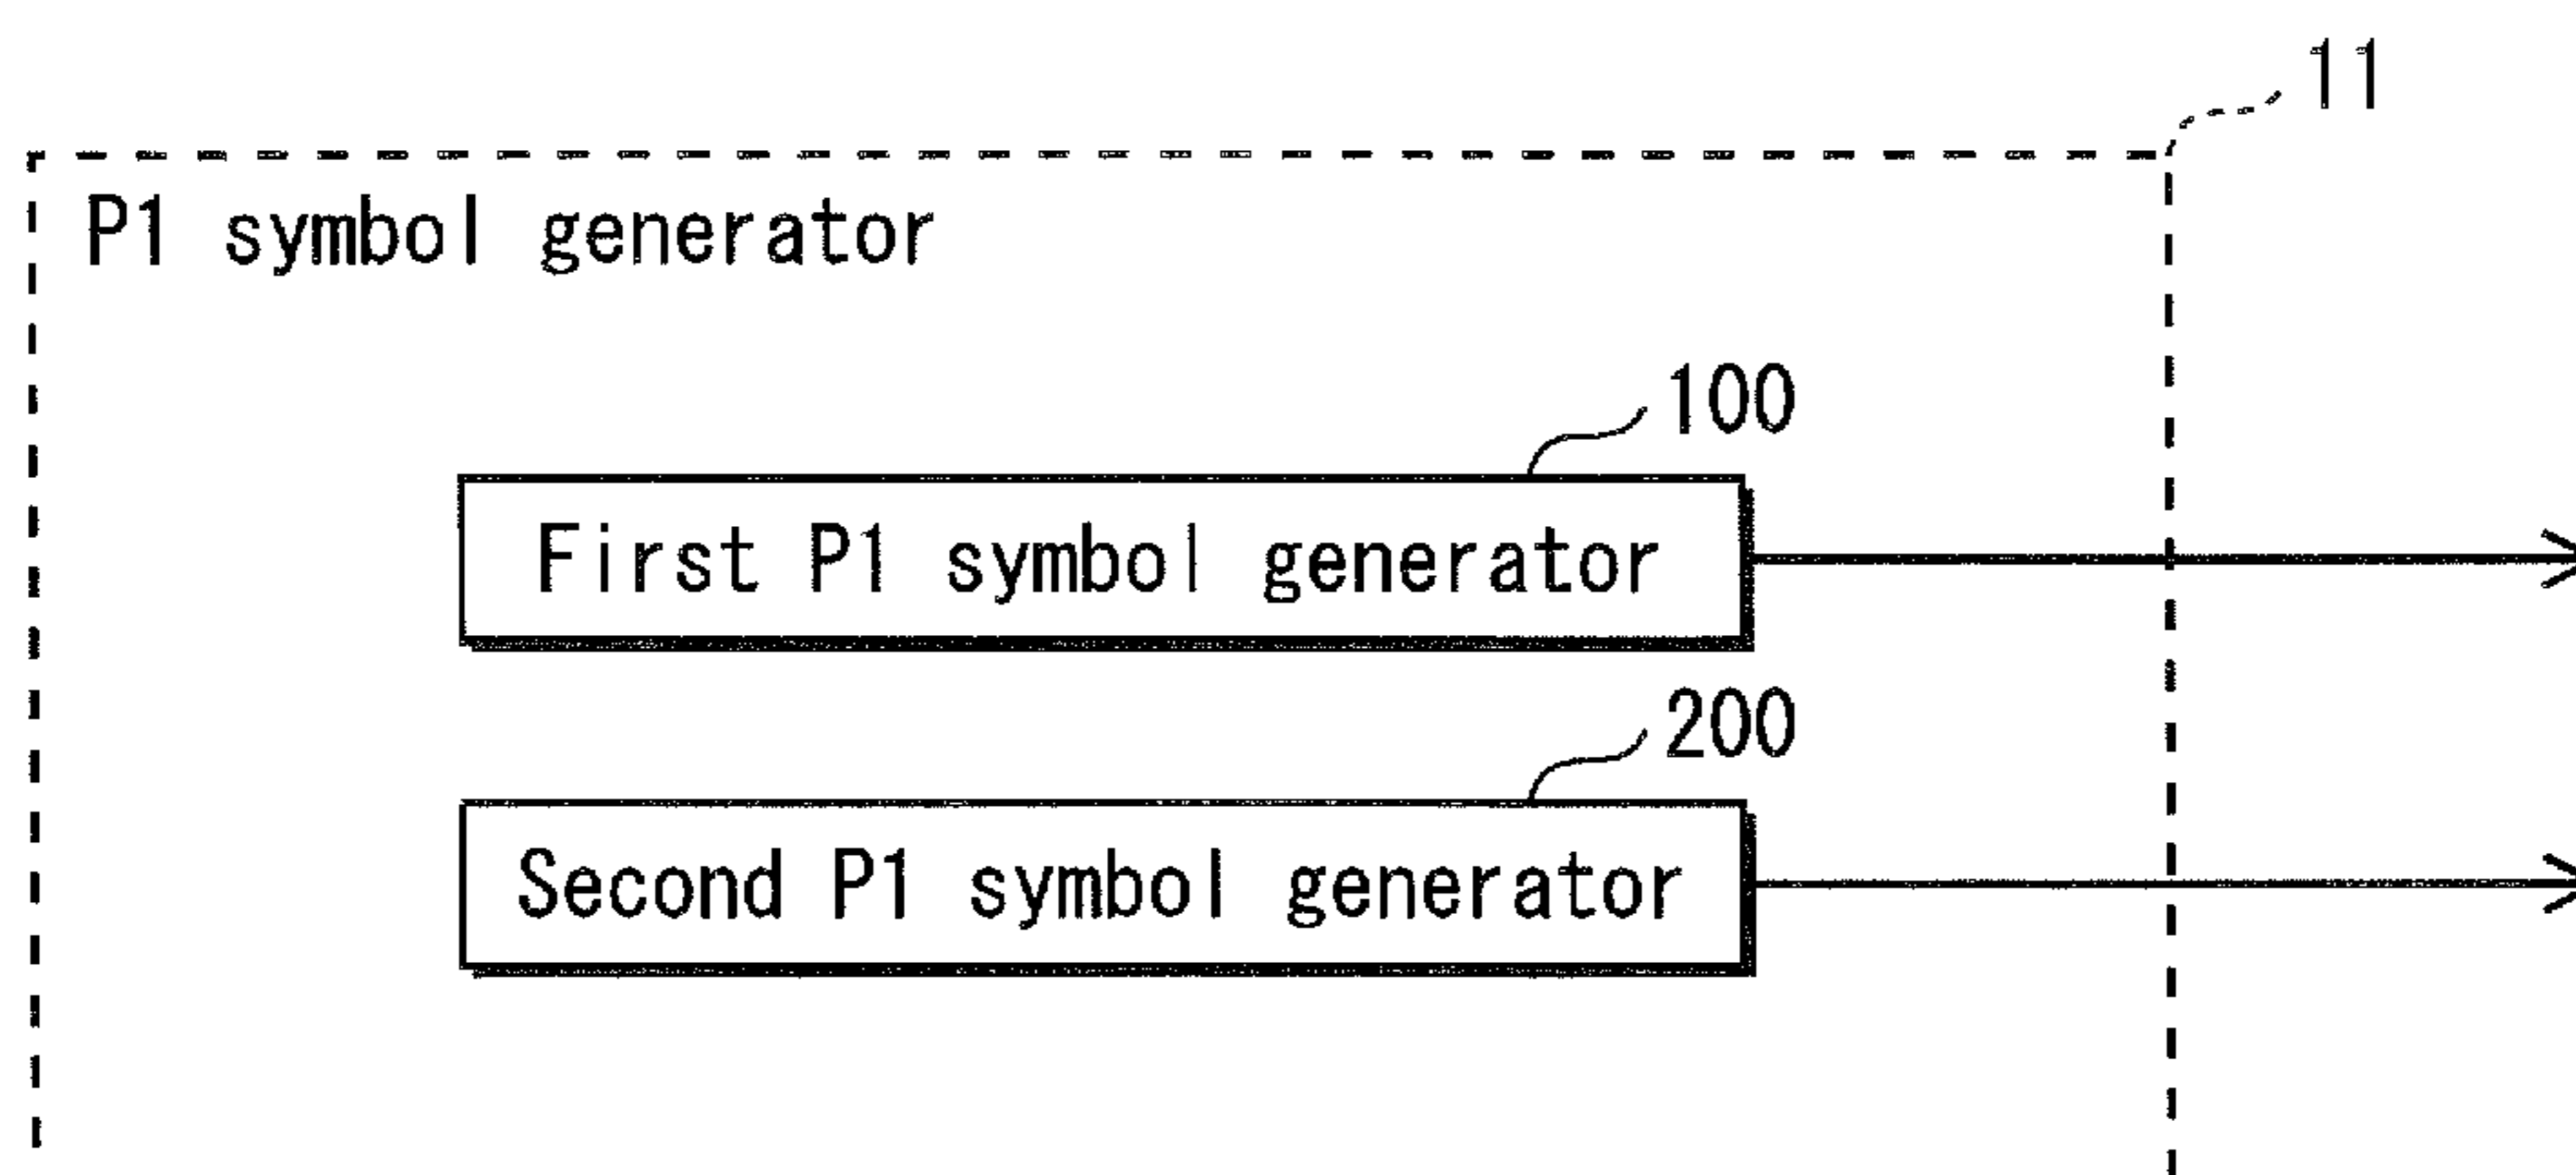 11
P1 symbol generator
100
First P1 symbol generator
200
Second P1 symbol generator